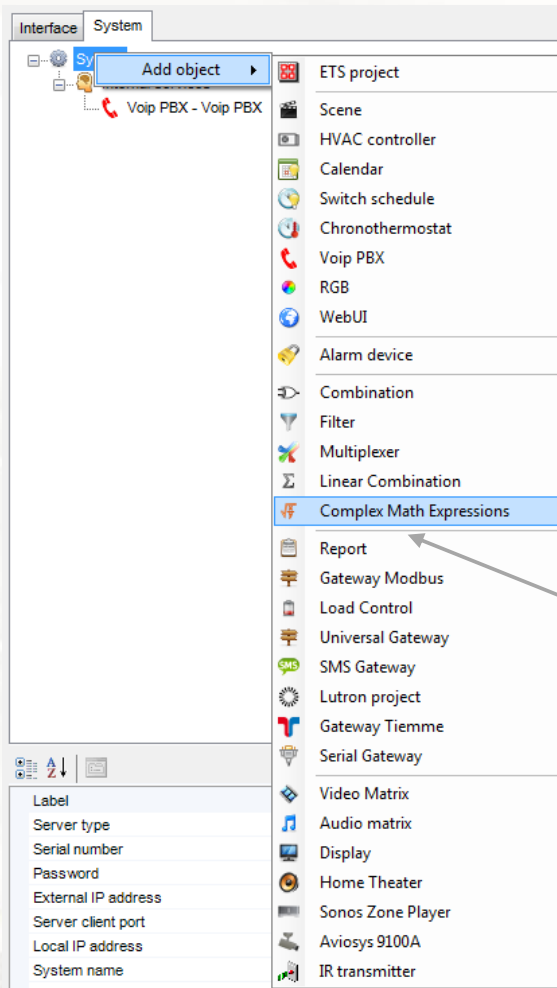 Interface
System
Add object
Voip PBX - Voip PBX
ETS project
Scene
HVAC controller
Calendar
Switch schedule
Chronothermostat
Voip PBX
RGB
WebUI
Alarm device
Combination
Filter
Multiplexer
Σ Linear Combination
Complex Math Expressions
Report
Gateway Modbus
Load Control
Universal Gateway
SMS SMS Gateway
Lutron project
Gateway Tiemme
Serial Gateway
Video Matrix
Audio matrix
Display
Home Theater
Sonos Zone Player
Aviosys 9100A
IR transmitter
Label
Server type
Serial number
Password
External IP address
Server client port
Local IP address
System name